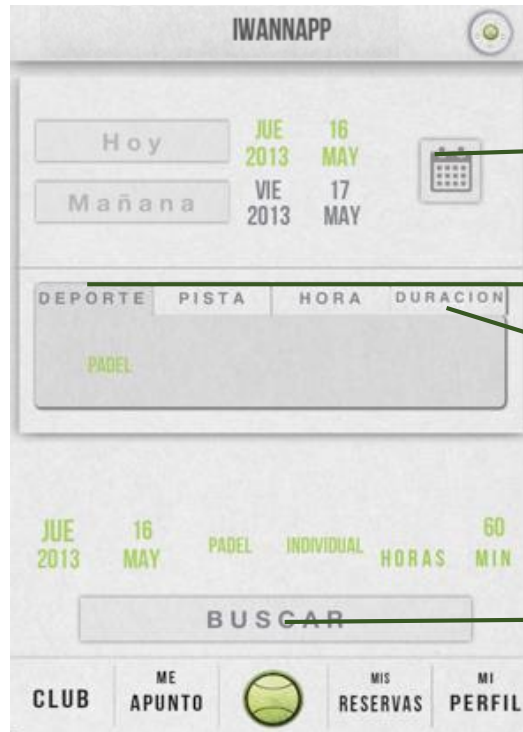 IWANNAPP
Hoy
JUE 16
2013 MAY
Mañana
VIE 17
2013 MAY
DEPORTE PISTA HORA DURACION
PADEL
JUE 16
2013 MAY
PADEL INDIVIDUAL HORAS
60
MIN
BUSCAR
CLUB
ME
APUNTO
MIS
RESERVAS
MI
PERFIL